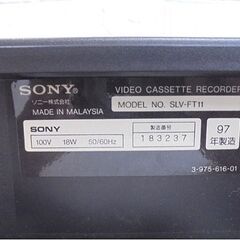 SONY
VIDEO CASSETTE RECORDER
ソニー株式会社
MADE IN MALAYSIA
MODEL NO. SLV-FT11
SONY
100V 18W 50/60Hz
製造番号
183237
97
年製造
3-975-616-01